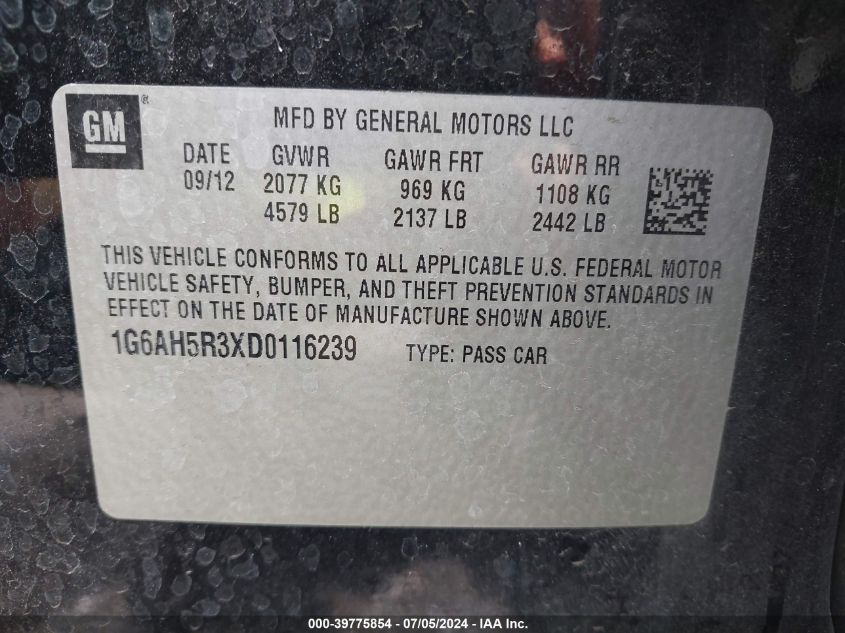 GM ®
MFD BY GENERAL MOTORS LLC
DATE GVWR GAWR FRT GAWR RR
09/12 2077 KG 969 KG 1108 KG
4579 LB 2137 LB 2442 LB
THIS VEHICLE CONFORMS TO ALL APPLICABLE U.S. FEDERAL MOTOR
VEHICLE SAFETY, BUMPER, AND THEFT PREVENTION STANDARDS IN
EFFECT ON THE DATE OF MANUFACTURE SHOWN ABOVE.
1G6AH5R3XD0116239 TYPE: PASS CAR
000-39775854 / 07/05/2024 - IAA Inc.